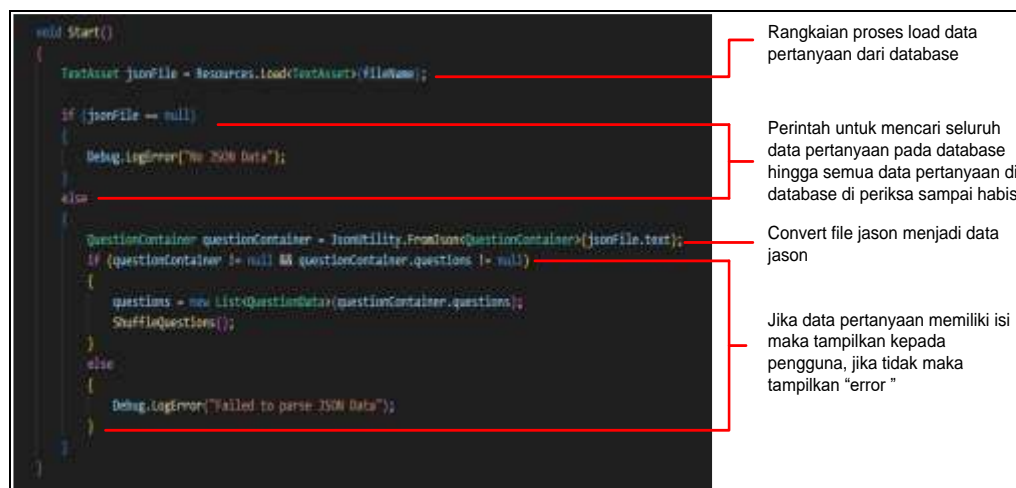 void Start()
{
TextAsset jsonFile = Resources.Load<TextAsset>(fileName);
if (jsonFile == null)
{
Debug.LogError("No JSON Data");
}
else
{
QuestionContainer questionContainer = JsonUtility.FromJson<QuestionContainer>(jsonFile.text);
if (questionContainer != null && questionContainer.questions != null)
{
questions = new List<QuestionData>(questionContainer.questions);
ShuffleQuestions();
}
else
{
Debug.LogError("Failed to parse JSON Data");
}
}
}
Rangkaian proses load data
pertanyaan dari database
Perintah untuk mencari seluruh
data pertanyaan pada database
hingga semua data pertanyaan di
database di periksa sampai habis
Convert file jason menjadi data
jason
Jika data pertanyaan memiliki isi
maka tampilkan kepada
pengguna, jika tidak maka
tampilkan “error ”